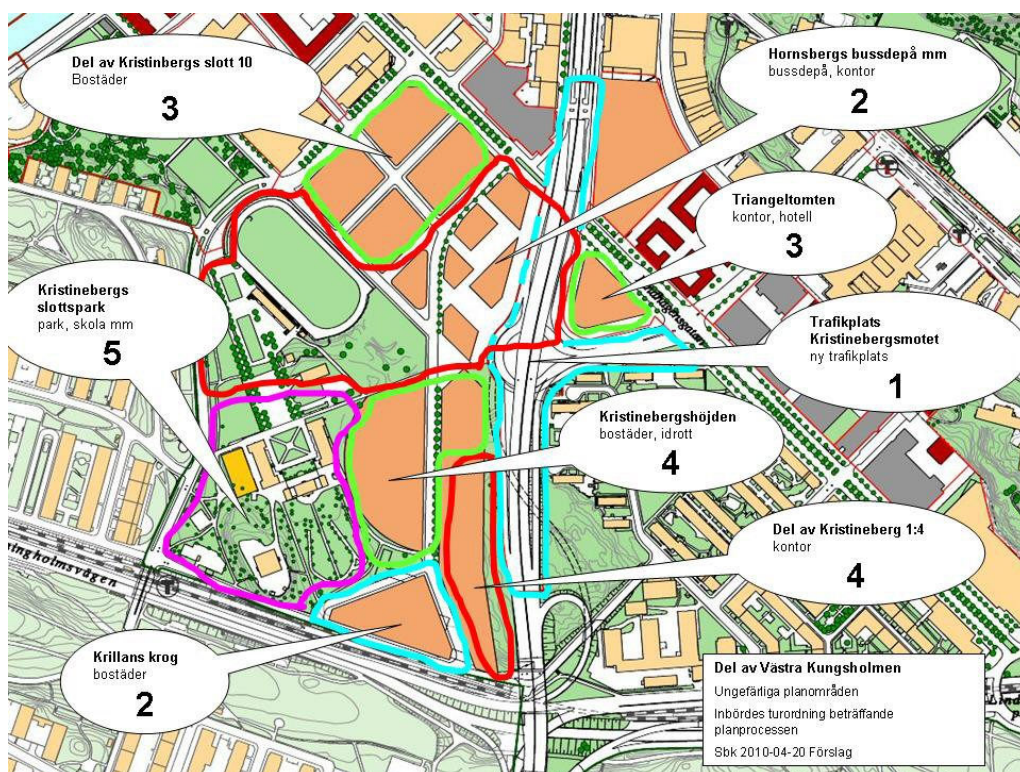 Del av Kristinbergs slott 10
Bostäder
3
Hornsbergs bussdepå mm
bussdepå, kontor
2
Triangeltomten
kontor, hotell
3
Kristinebergs
slottspark
park, skola mm
5
Trafikplats
Kristinebergsmotet
ny trafikplats
1
Kristinebergshöjden
bostäder, idrott
4
Del av Kristineberg 1:4
kontor
4
Krillans krog
bostäder
2
Del av Västra Kungsholmen
Ungefärliga planområden
Inbördes turordning beträffande
planprocessen
Sbk 2010-04-20 Förslag
T
T
T